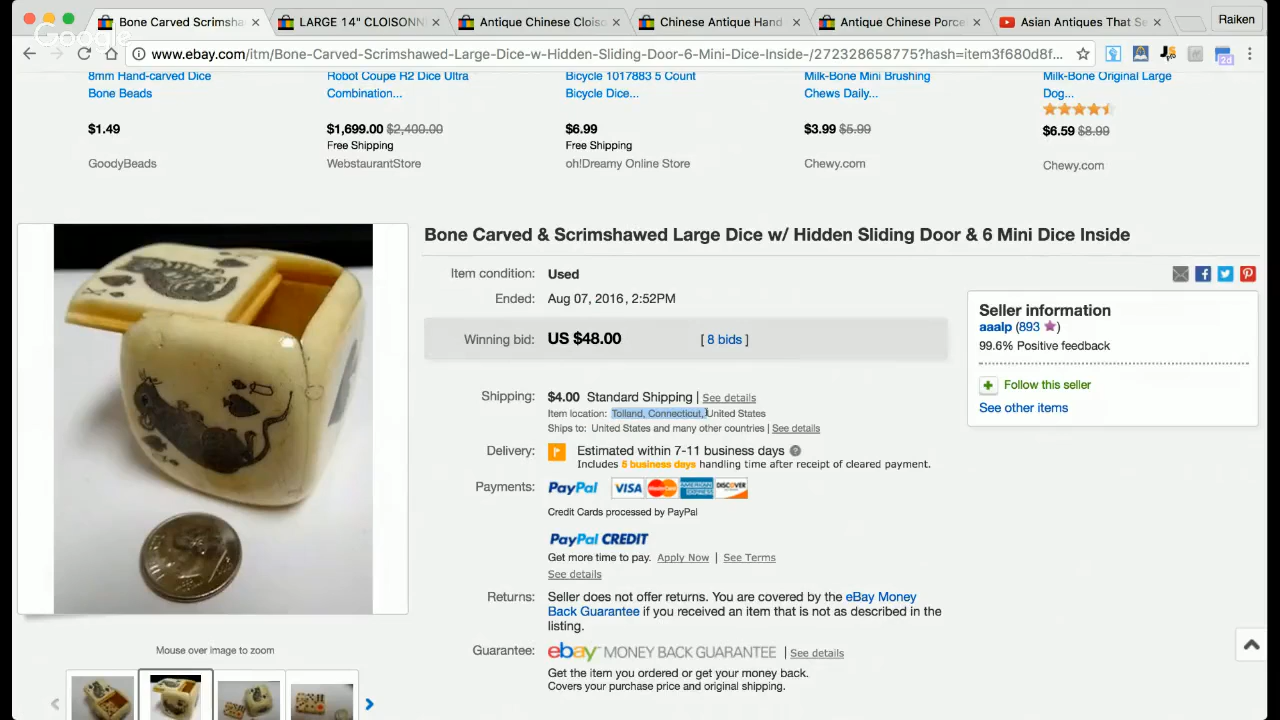 Bone Carved Scrimsha
LARGE 14" CLOISONN
Antique Chinese Cloiso
Chinese Antique Hand
Antique Chinese Porce
Asian Antiques That Se
Raiken
Google
www.ebay.com/itm/Bone-Carved-Scrimshawed-Large-Dice-w-Hidden-Sliding-Door-6-Mini-Dice-Inside-/272328658775?hash=item3f680d8f...
2d
8mm Hand-carved Dice
Bone Beads
$1.49
GoodyBeads
Robot Coupe R2 Dice Ultra
Combination...
$1,699.00 $2,400.00
Free Shipping
WebstaurantStore
Bicycle 1017883 5 Count
Bicycle Dice...
$6.99
Free Shipping
oh!Dreamy Online Store
Milk-Bone Mini Brushing
Chews Daily...
$3.99 $5.99
Chewy.com
Milk-Bone Original Large
Dog...
$6.59 $8.99
Chewy.com
Bone Carved & Scrimshawed Large Dice w/ Hidden Sliding Door & 6 Mini Dice Inside
Item condition: Used
Ended: Aug 07, 2016 , 2:52PM
Winning bid: US $48.00 [ 8 bids ]
Shipping: $4.00 Standard Shipping | See details
Item location: Tolland, Connecticut, United States
Ships to: United States and many other countries | See details
Delivery: Estimated within 7-11 business days
Includes 5 business days handling time after receipt of cleared payment.
Payments: PayPal VISA MasterCard AMERICAN EXPRESS DISCOVER
Credit Cards processed by PayPal
PayPal CREDIT
Get more time to pay. Apply Now | See Terms
See details
Returns: Seller does not offer returns. You are covered by the eBay Money
Back Guarantee if you received an item that is not as described in the
listing.
Guarantee: ebay MONEY BACK GUARANTEE | See details
Get the item you ordered or get your money back.
Covers your purchase price and original shipping.
Seller information
aaalp (893)
99.6% Positive feedback
Follow this seller
See other items
Mouse over image to zoom